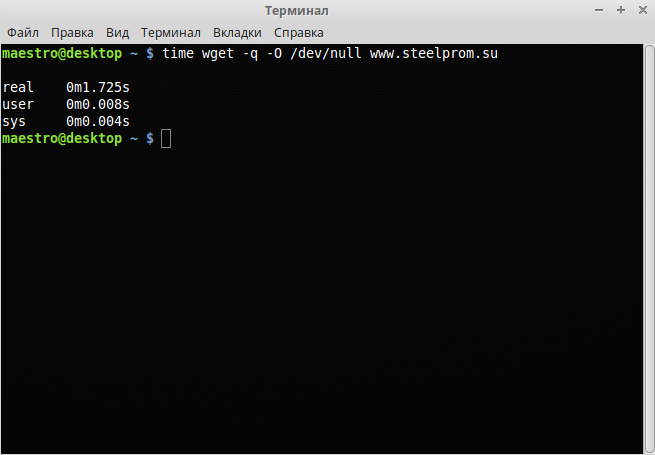 Терминал
Файл Правка Вид Терминал Вкладки Справка
maestro@desktop ~ $ time wget -q -O /dev/null www.steelprom.su
real 0m1.725s
user 0m0.008s
sys 0m0.004s
maestro@desktop ~ $